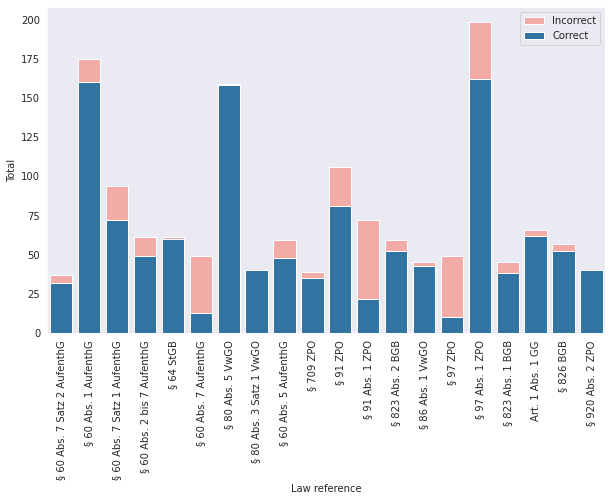 Incorrect
Correct
Total
200
175
150
125
100
75
50
25
0
§ 60 Abs. 7 Satz 2 AufenthG
§ 60 Abs. 1 AufenthG
§ 60 Abs. 7 Satz 1 AufenthG
§ 60 Abs. 2 bis 7 AufenthG
§ 64 StGB
§ 60 Abs. 7 AufenthG
§ 80 Abs. 5 VwGO
§ 80 Abs. 3 Satz 1 VwGO
§ 60 Abs. 5 AufenthG
§ 709 ZPO
§ 91 ZPO
§ 91 Abs. 1 ZPO
§ 823 Abs. 2 BGB
§ 86 Abs. 1 VwGO
§ 97 ZPO
§ 97 Abs. 1 ZPO
§ 823 Abs. 1 BGB
Art. 1 Abs. 1 GG
§ 826 BGB
§ 920 Abs. 2 ZPO
Law reference